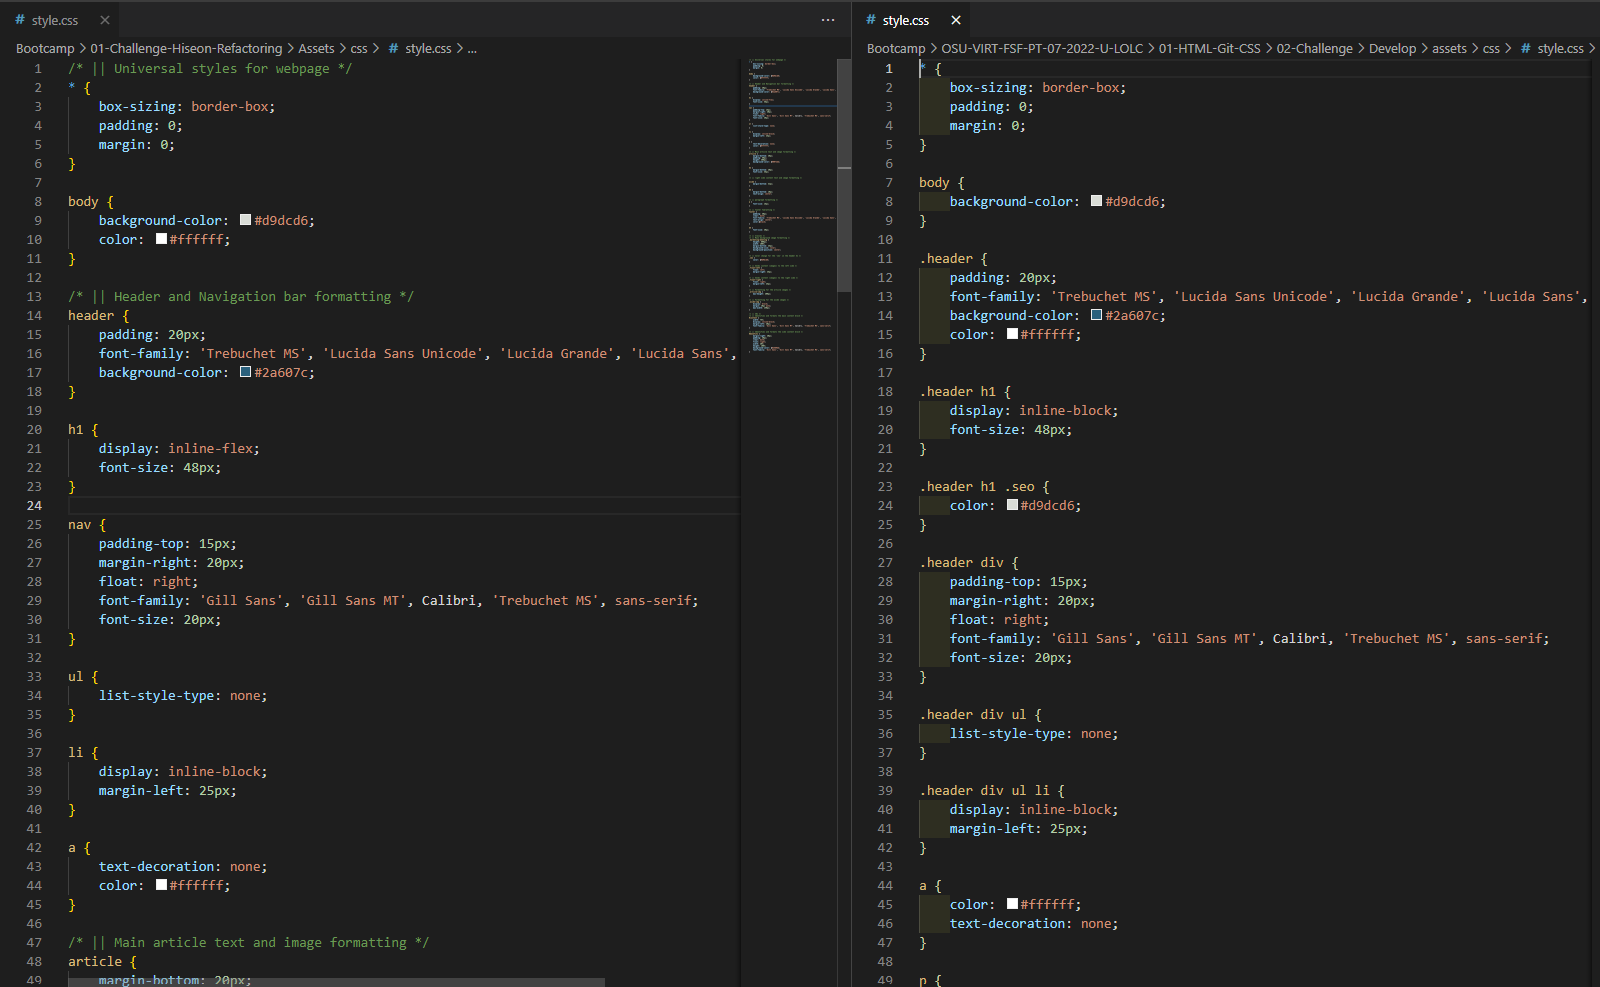 # style.css ×
...
Bootcamp > 01-Challenge-Hiseon-Refactoring > Assets > css > # style.css > ...
1 /* || Universal styles for webpage */
2 * {
3 box-sizing: border-box;
4 padding: 0;
5 margin: 0;
6 }
7
8 body {
9 background-color: #d9dcd6;
10 color: #ffffff;
11 }
12
13 /* || Header and Navigation bar formatting */
14 header {
15 padding: 20px;
16 font-family: 'Trebuchet MS', 'Lucida Sans Unicode', 'Lucida Grande', 'Lucida Sans',
17 background-color: #2a607c;
18 }
19
20 h1 {
21 display: inline-flex;
22 font-size: 48px;
23 }
24
25 nav {
26 padding-top: 15px;
27 margin-right: 20px;
28 float: right;
29 font-family: 'Gill Sans', 'Gill Sans MT', Calibri, 'Trebuchet MS', sans-serif;
30 font-size: 20px;
31 }
32
33 ul {
34 list-style-type: none;
35 }
36
37 li {
38 display: inline-block;
39 margin-left: 25px;
40 }
41
42 a {
43 text-decoration: none;
44 color: #ffffff;
45 }
46
47 /* || Main article text and image formatting */
48 article {
49 margin-bottom: 20px;
# style.css ×
Bootcamp > OSU-VIRT-FSF-PT-07-2022-U-LOLC > 01-HTML-Git-CSS > 02-Challenge > Develop > assets > css > # style.css >
1 * {
2 box-sizing: border-box;
3 padding: 0;
4 margin: 0;
5 }
6
7 body {
8 background-color: #d9dcd6;
9 }
10
11 .header {
12 padding: 20px;
13 font-family: 'Trebuchet MS', 'Lucida Sans Unicode', 'Lucida Grande', 'Lucida Sans',
14 background-color: #2a607c;
15 color: #ffffff;
16 }
17
18 .header h1 {
19 display: inline-block;
20 font-size: 48px;
21 }
22
23 .header h1 .seo {
24 color: #d9dcd6;
25 }
26
27 .header div {
28 padding-top: 15px;
29 margin-right: 20px;
30 float: right;
31 font-family: 'Gill Sans', 'Gill Sans MT', Calibri, 'Trebuchet MS', sans-serif;
32 font-size: 20px;
33 }
34
35 .header div ul {
36 list-style-type: none;
37 }
38
39 .header div ul li {
40 display: inline-block;
41 margin-left: 25px;
42 }
43
44 a {
45 color: #ffffff;
46 text-decoration: none;
47 }
48
49 p {